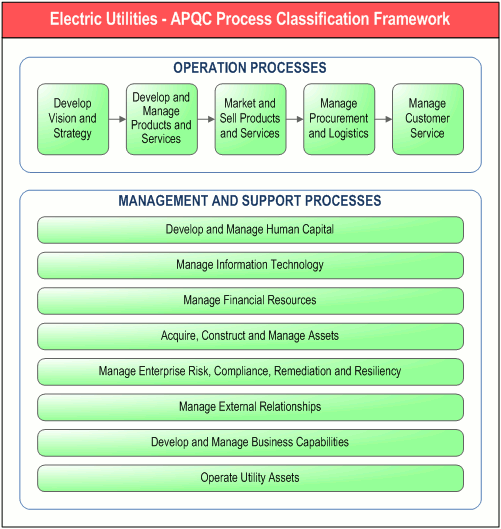 Electric Utilities - APQC Process Classification Framework
OPERATION PROCESSES
Develop
Vision and
Strategy
Develop and
Manage
Products and
Services
Market and
Sell Products
and Services
Manage
Procurement
and Logistics
Manage
Customer
Service
MANAGEMENT AND SUPPORT PROCESSES
Develop and Manage Human Capital
Manage Information Technology
Manage Financial Resources
Acquire, Construct and Manage Assets
Manage Enterprise Risk, Compliance, Remediation and Resiliency
Manage External Relationships
Develop and Manage Business Capabilities
Operate Utility Assets